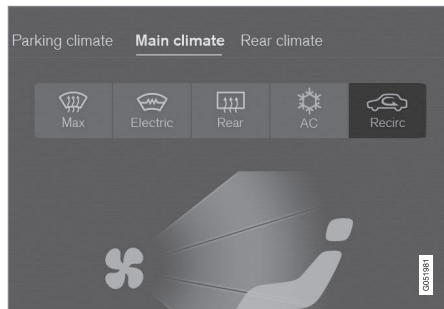 Parking climate Main climate Rear climate
Max Electric Rear AC Recirc
G051981